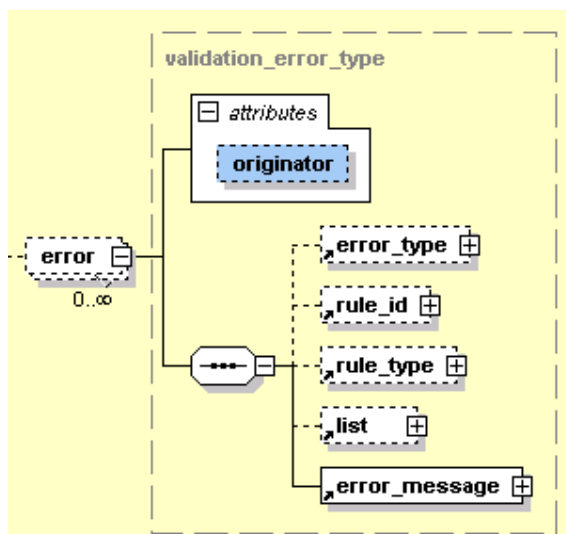 validation_error_type
attributes
originator
error
0..∞
error_type
rule_id
rule_type
list
error_message